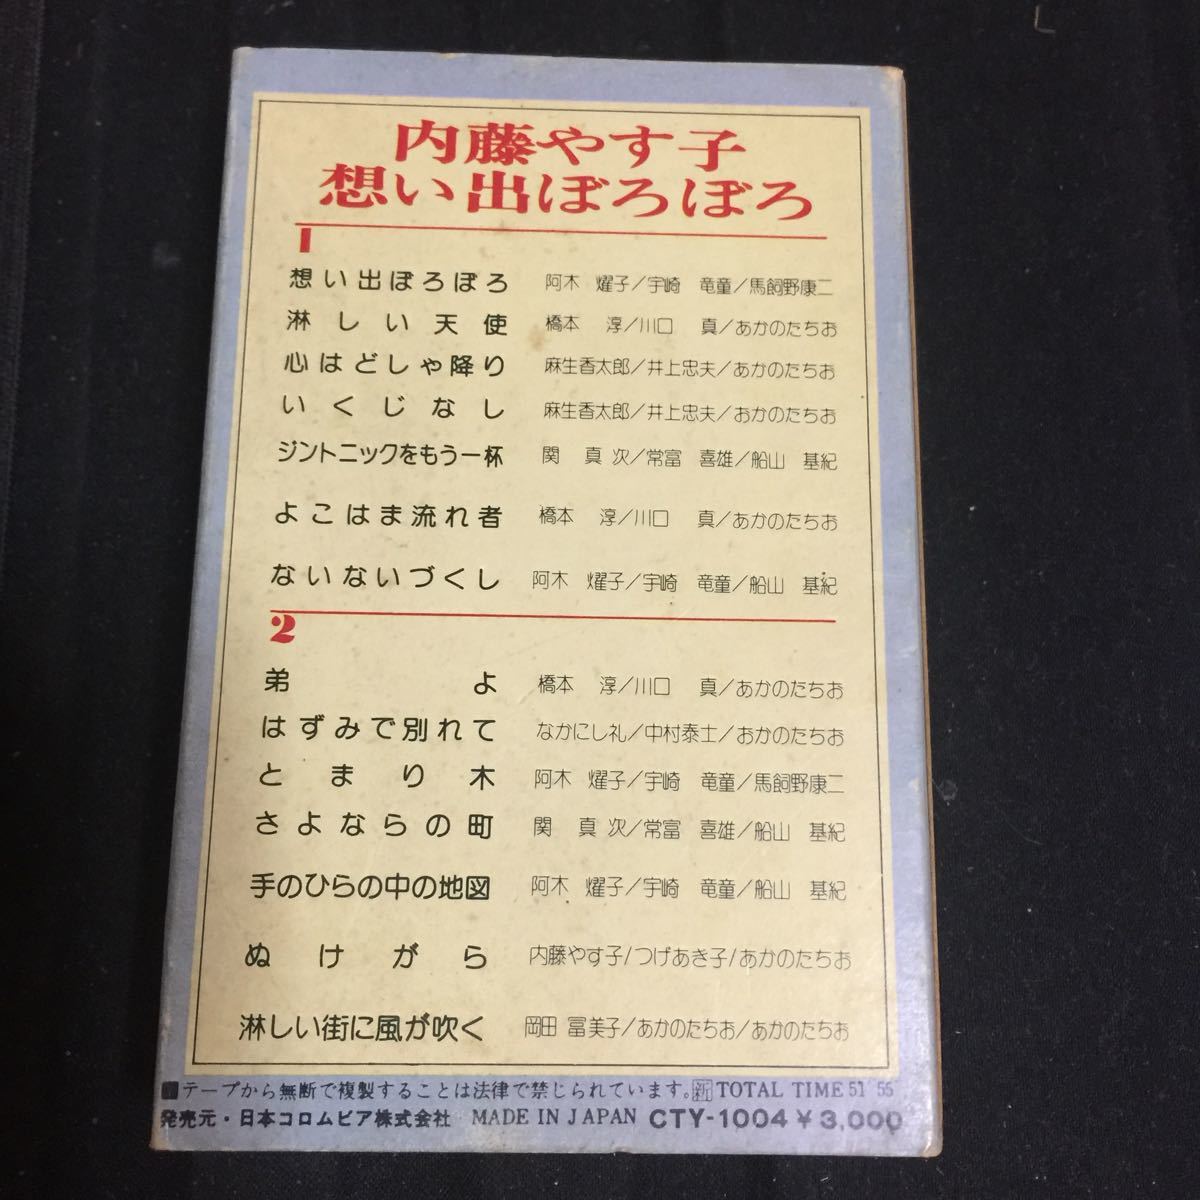 内藤やす子
想い出ぼろぼろ
1
想い出ぼろぼろ 阿木 燿子/宇崎 竜童/馬飼野康二
淋しい天使 橋本 淳/川口 真/あかのたちお
心はどしゃ降り 麻生香太郎/井上忠夫/あかのたちお
いくじなし 麻生香太郎/井上忠夫/おかのたちお
ジントニックをもう一杯 関 真次/常富 喜雄/船山 基紀
よこはま流れ者 橋本 淳/川口 真/あかのたちお
ないないづくし 阿木 燿子/宇崎 竜童/船山 基紀
2
弟よ 橋本 淳/川口 真/あかのたちお
はずみで別れて なかにし礼/中村泰士/おかのたちお
とまり木 阿木 燿子/宇崎 竜童/馬飼野康二
さよならの町 関 真次/常富 喜雄/船山 基紀
手のひらの中の地図 阿木 燿子/宇崎 竜童/船山 基紀
ぬけがら 内藤やす子/つげあき子/あかのたちお
淋しい街に風が吹く 岡田 冨美子/あかのたちお/あかのたちお
テープから無断で複製することは法律で禁じられています。新 TOTAL TIME 51 55
発売元・日本コロムビア株式会社 MADE IN JAPAN CTY-1004 ¥3,000